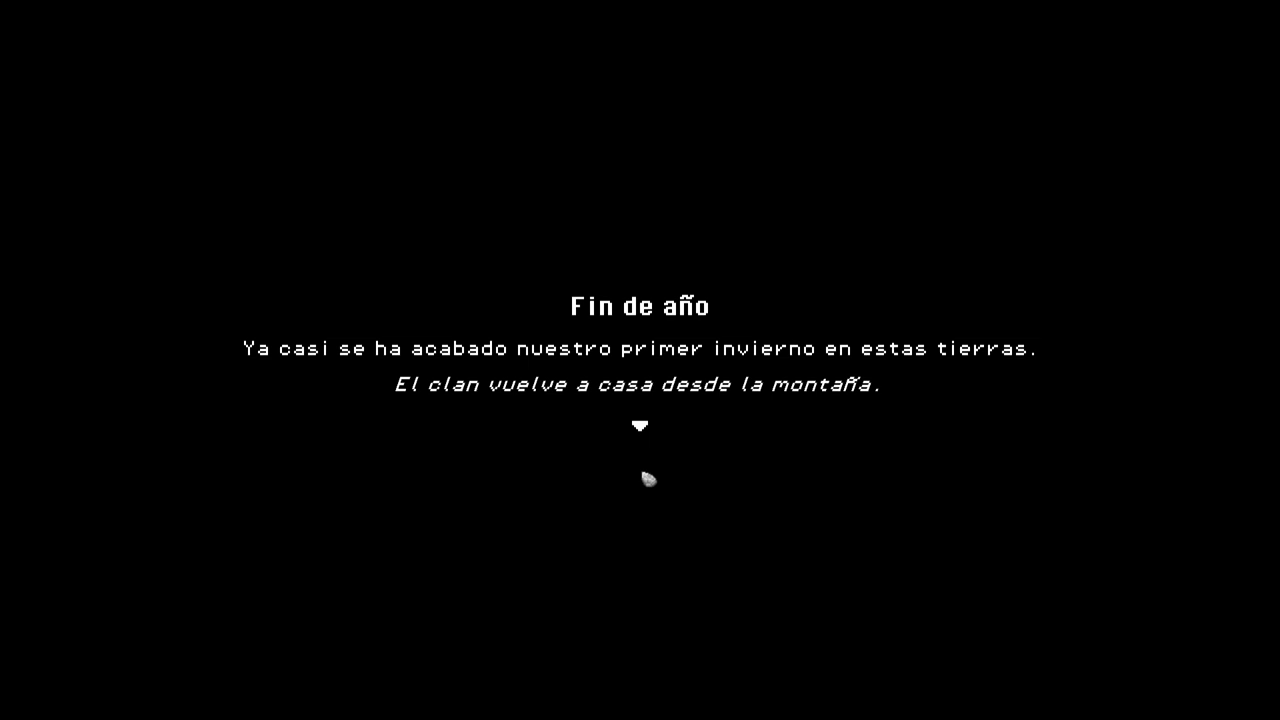 Fin de año
Ya casi se ha acabado nuestro primer invierno en estas tierras.
El clan vuelve a casa desde la montaña.